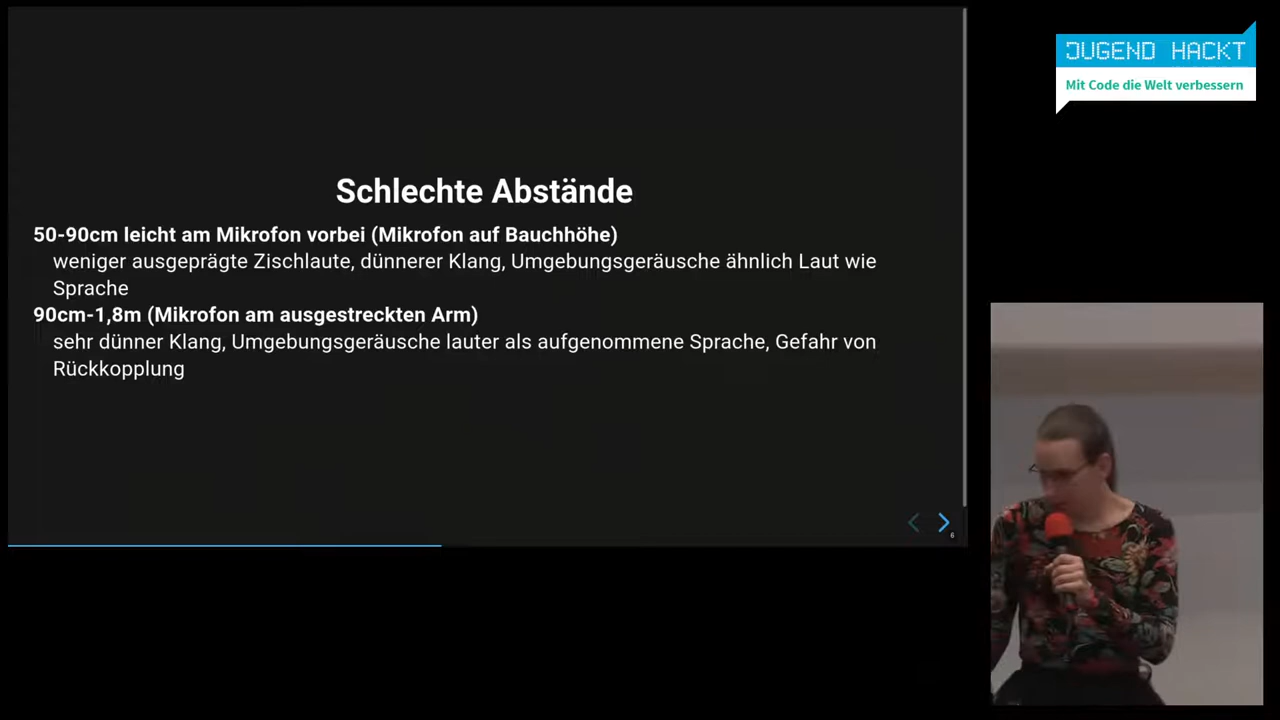 JUGEND HACKT
Mit Code die Welt verbessern
Schlechte Abstände
50-90cm leicht am Mikrofon vorbei (Mikrofon auf Bauchhöhe)
weniger ausgeprägte Zischlaute, dünnerer Klang, Umgebungsgeräusche ähnlich Laut wie
Sprache
90cm-1,8m (Mikrofon am ausgestreckten Arm)
sehr dünner Klang, Umgebungsgeräusche lauter als aufgenommene Sprache, Gefahr von
Rückkopplung
6